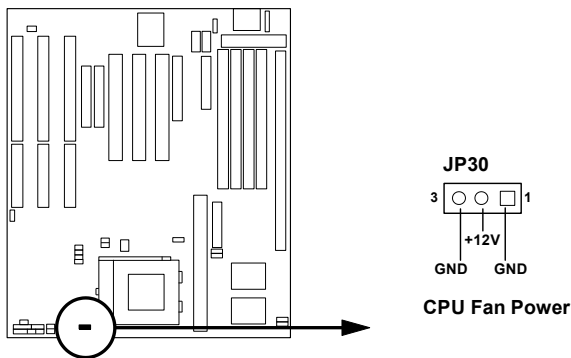 JP30
3 1
+12V
GND GND
CPU Fan Power